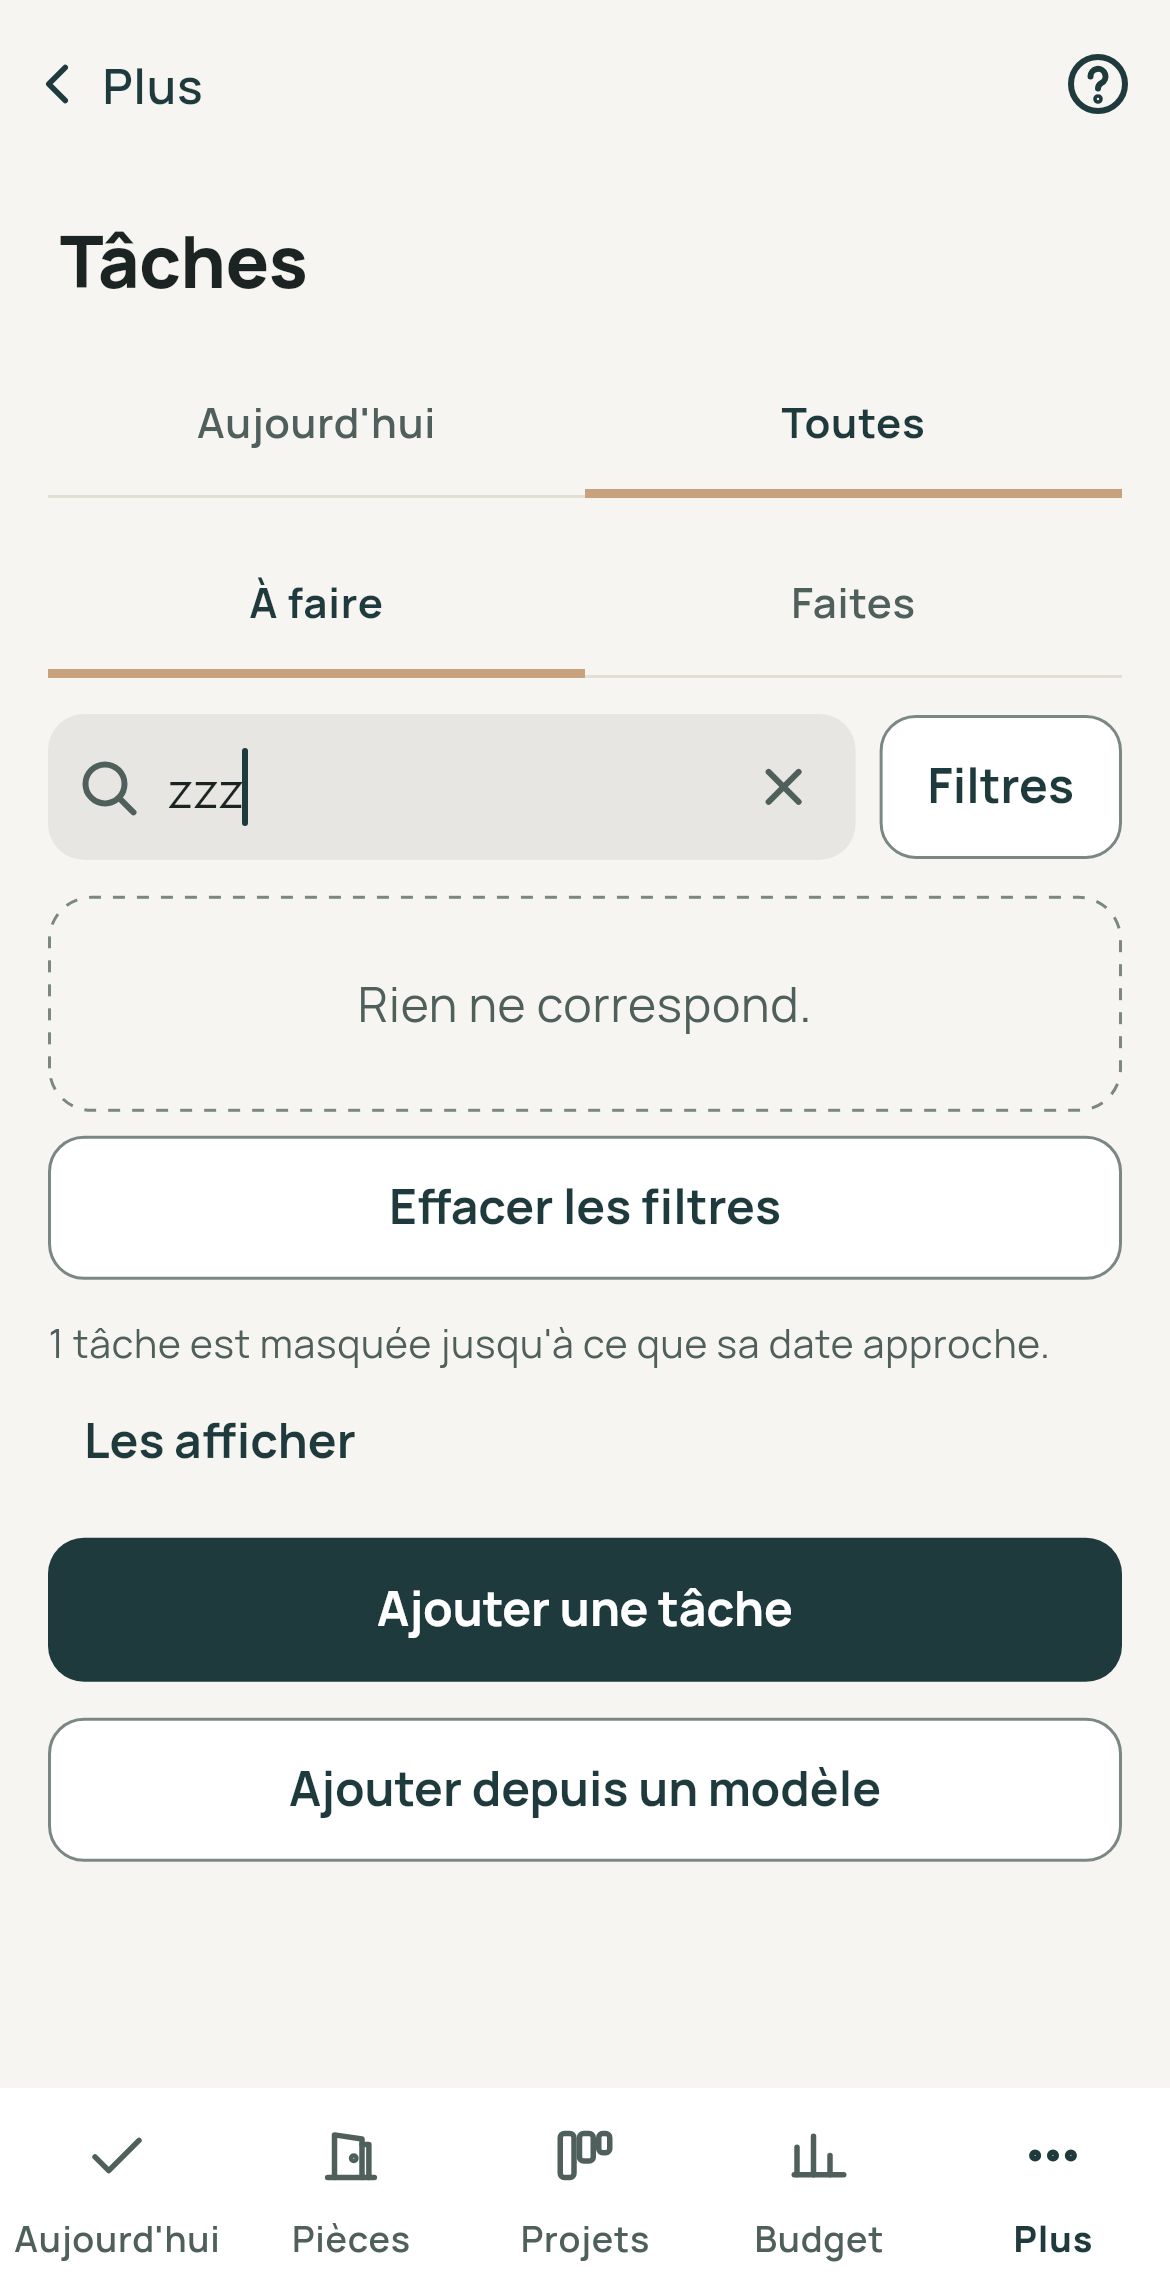 Plus
Tâches
Aujourd'hui
Toutes
À faire
Faites
zzz
Filtres
Rien ne correspond.
Effacer les filtres
1 tâche est masquée jusqu'à ce que sa date approche.
Les afficher
Ajouter une tâche
Ajouter depuis un modèle
Aujourd'hui
Pièces
Projets
Budget
Plus